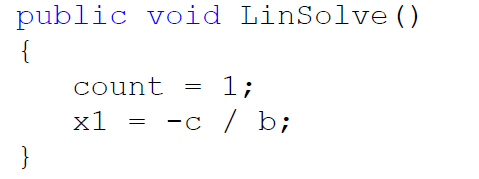 public void LinSolve()
{
   count = 1;
   x1 = -c / b;
}